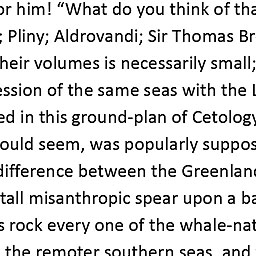 or him! “What do you think of tha
; Pliny; Aldrovandi; Sir Thomas Br
heir volumes is necessarily small;
ession of the same seas with the L
ed in this ground-plan of Cetology
ould seem, was popularly suppos
difference between the Greenland
tall misanthropic spear upon a ba
s rock every one of the whale-nat
the remoter southern seas, and